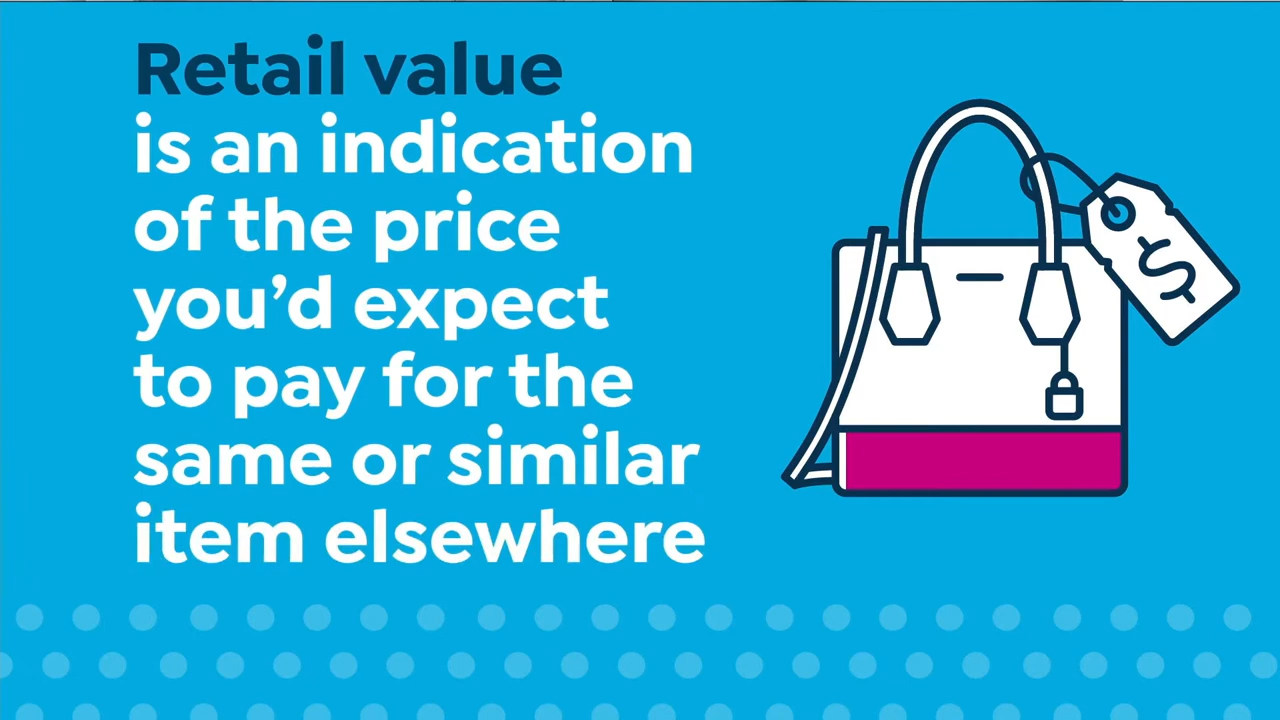 Retail value
is an indication
of the price
you’d expect
to pay for the
same or similar
item elsewhere
$